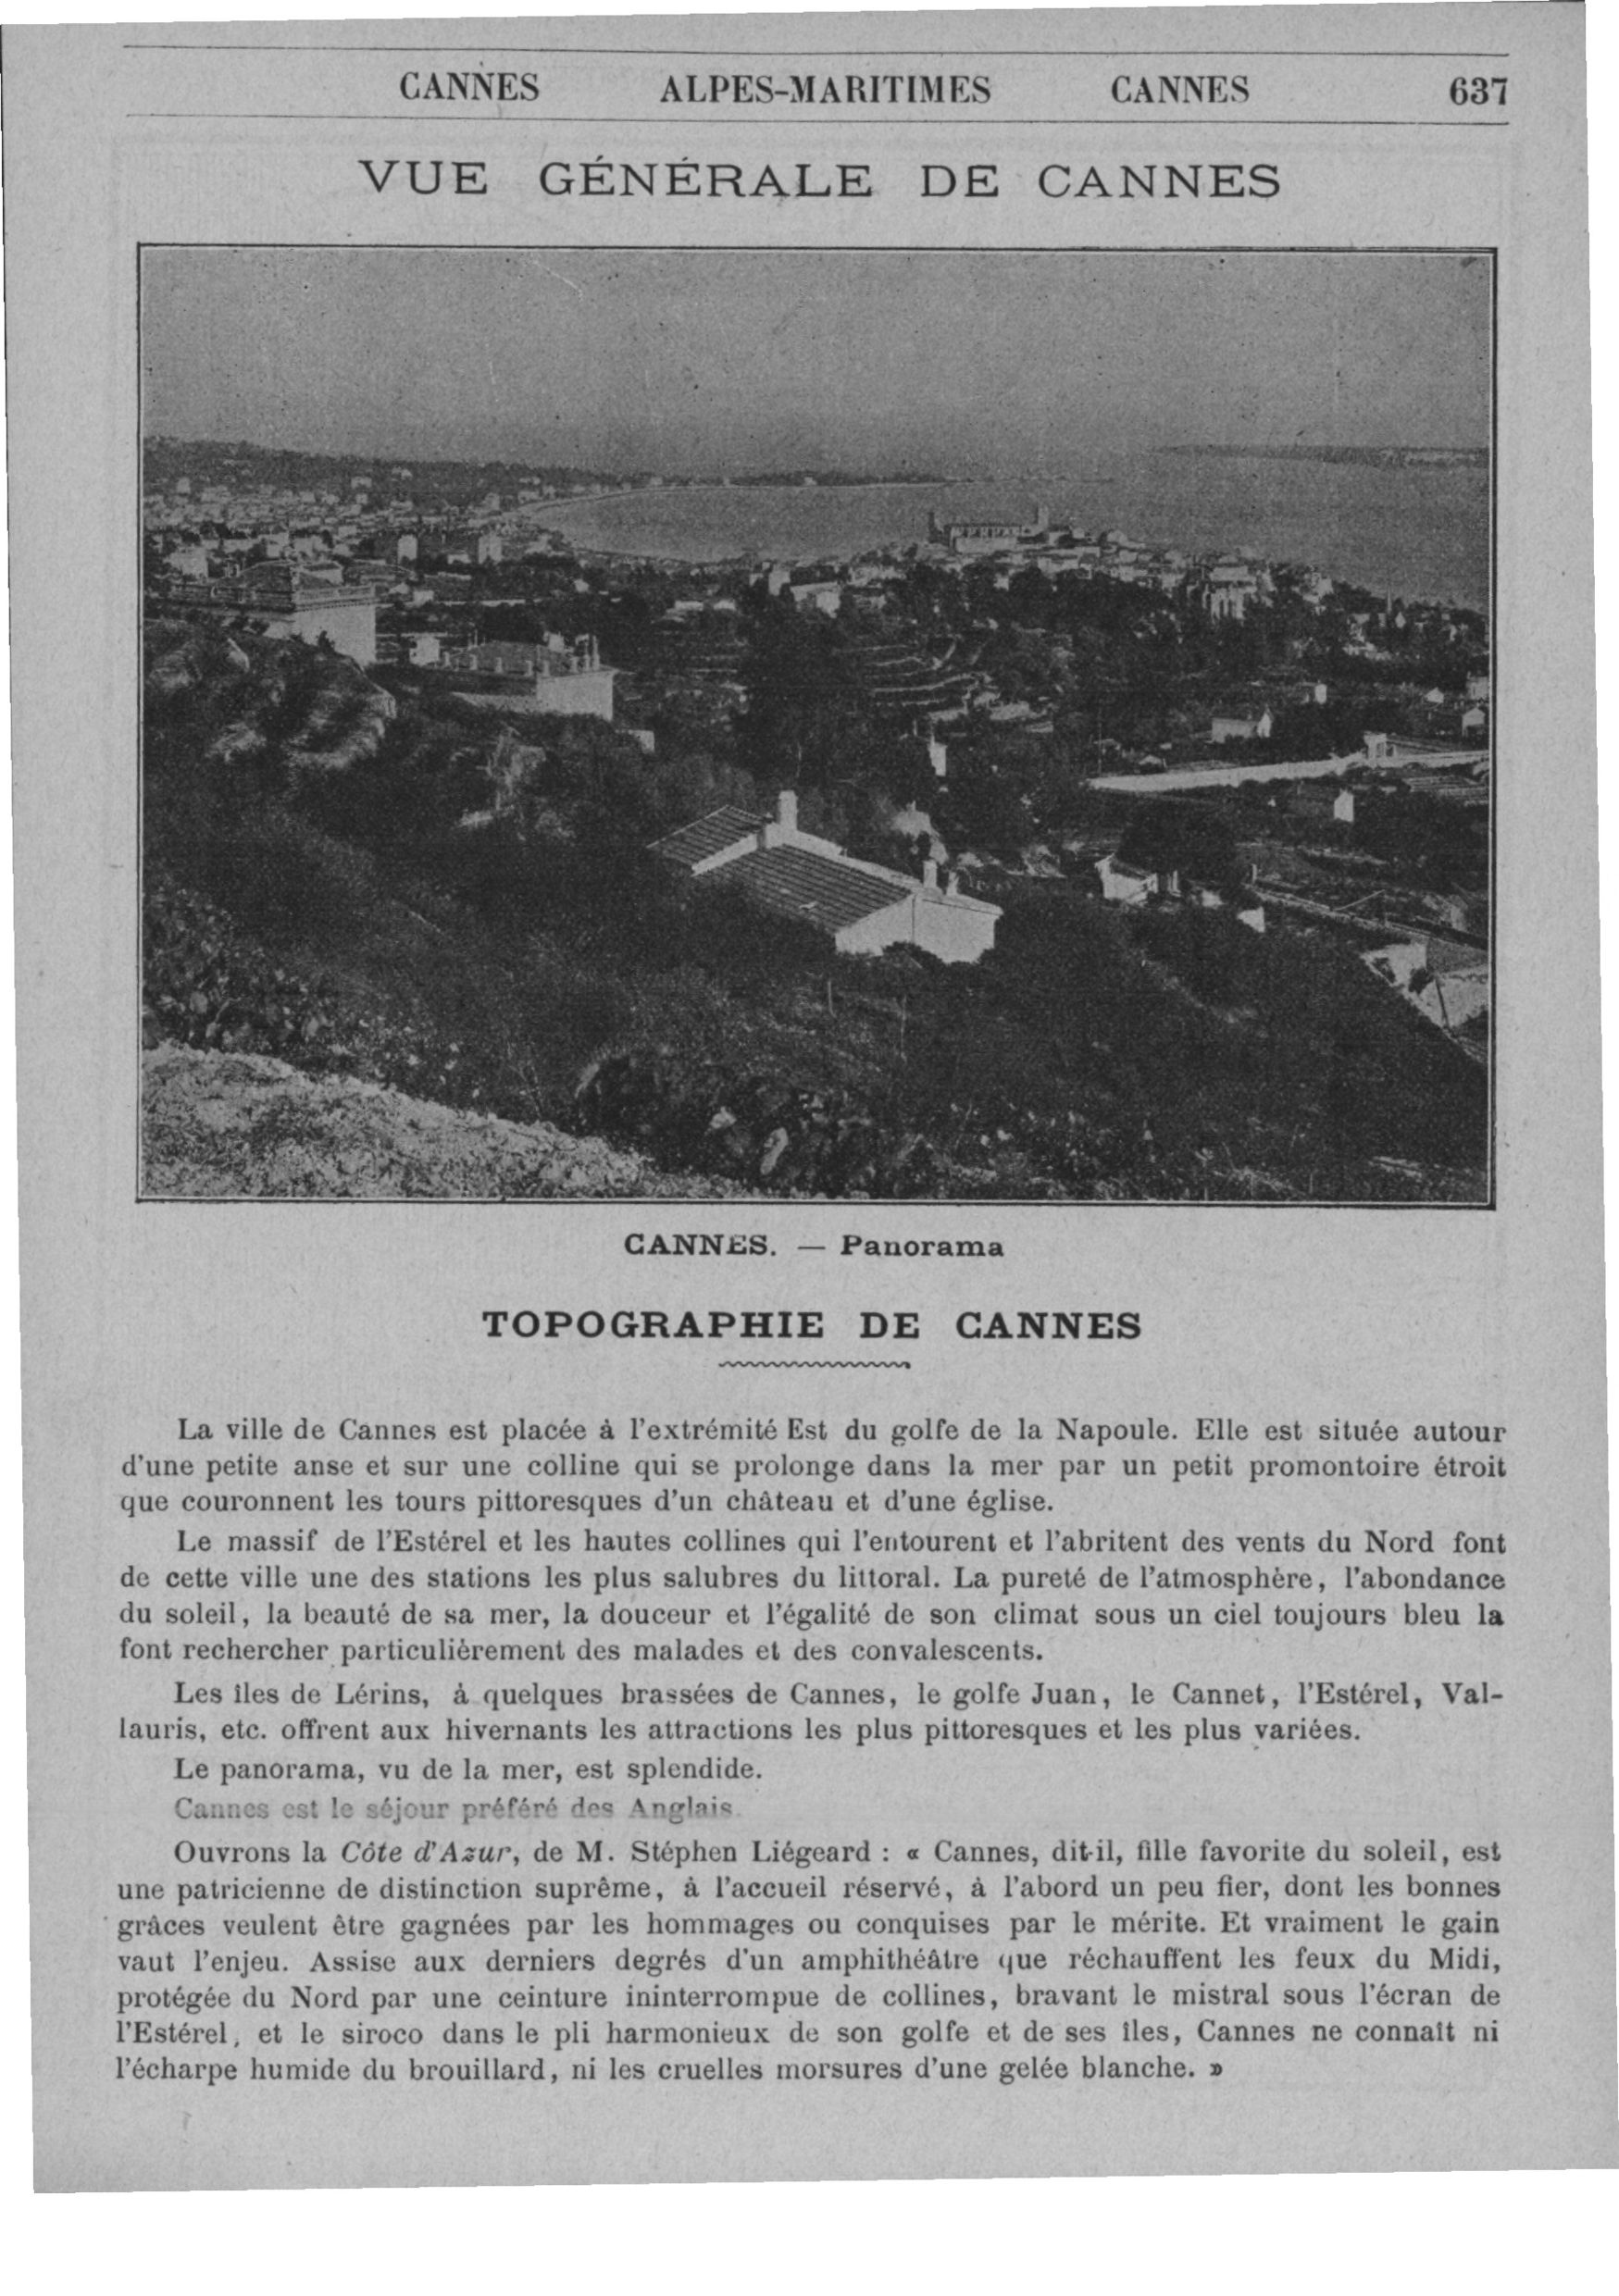 CANNES ALPES-MARITIMES CANNES 637
VUE GÉNÉRALE DE CANNES
CANNES. — Panorama
TOPOGRAPHIE DE CANNES
La ville de Cannes est placée à l'extrémité Est du golfe de la Napoule. Elle est située autour
d'une petite anse et sur une colline qui se prolonge dans la mer par un petit promontoire étroit
que couronnent les tours pittoresques d'un château et d'une église.
Le massif de l'Estérel et les hautes collines qui l'entourent et l'abritent des vents du Nord font
de cette ville une des stations les plus salubres du littoral. La pureté de l'atmosphère, l'abondance
du soleil, la beauté de sa mer, la douceur et l'égalité de son climat sous un ciel toujours bleu la
font rechercher particulièrement des malades et des convalescents.
Les îles de Lérins, à quelques brassées de Cannes, le golfe Juan, le Cannet, l'Estérel, Val-
lauris, etc. offrent aux hivernants les attractions les plus pittoresques et les plus variées.
Le panorama, vu de la mer, est splendide.
Cannes est le séjour préféré des Anglais.
Ouvrons la Côte d'Azur, de M. Stéphen Liégeard : « Cannes, dit-il, fille favorite du soleil, est
une patricienne de distinction suprême, à l'accueil réservé, à l'abord un peu fier, dont les bonnes
grâces veulent être gagnées par les hommages ou conquises par le mérite. Et vraiment le gain
vaut l'enjeu. Assise aux derniers degrés d'un amphithéâtre que réchauffent les feux du Midi,
protégée du Nord par une ceinture ininterrompue de collines, bravant le mistral sous l'écran de
l'Estérel, et le siroco dans le pli harmonieux de son golfe et de ses îles, Cannes ne connaît ni
l'écharpe humide du brouillard, ni les cruelles morsures d'une gelée blanche. »